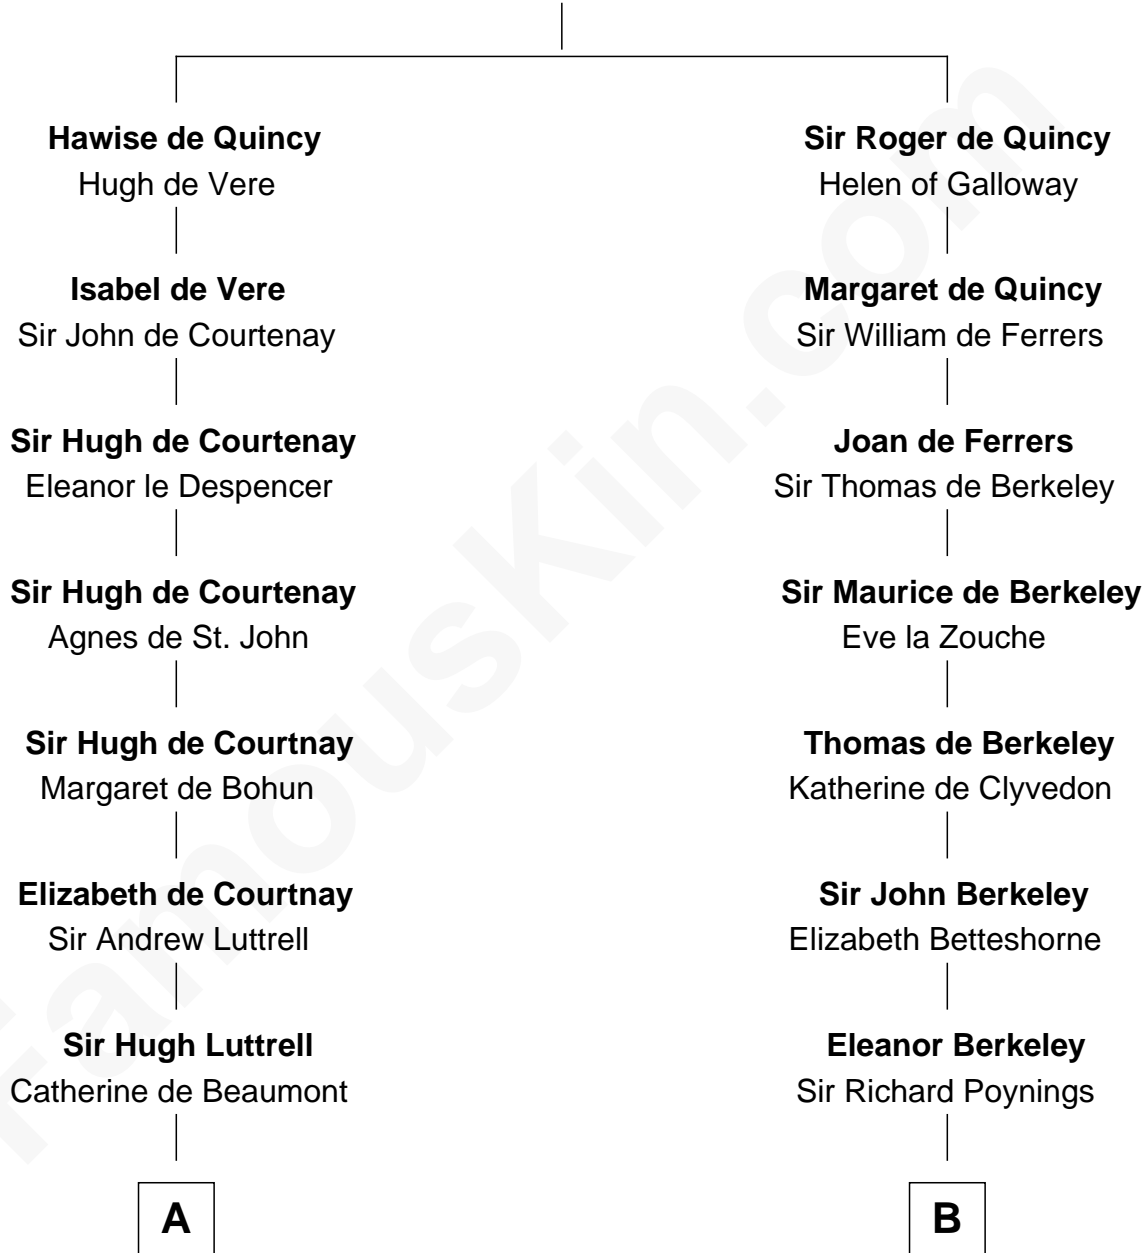 Hawise de Quincy
Hugh de Vere
Isabel de Vere
Sir John de Courtenay
Sir Hugh de Courtenay
Eleanor le Despencer
Sir Hugh de Courtenay
Agnes de St. John
Sir Hugh de Courtnay
Margaret de Bohun
Elizabeth de Courtnay
Sir Andrew Luttrell
Sir Hugh Luttrell
Catherine de Beaumont
A
Sir Roger de Quincy
Helen of Galloway
Margaret de Quincy
Sir William de Ferrers
Joan de Ferrers
Sir Thomas de Berkeley
Sir Maurice de Berkeley
Eve la Zouche
Thomas de Berkeley
Katherine de Clyvedon
Sir John Berkeley
Elizabeth Betteshorne
Eleanor Berkeley
Sir Richard Poynings
B
FamousKin.com